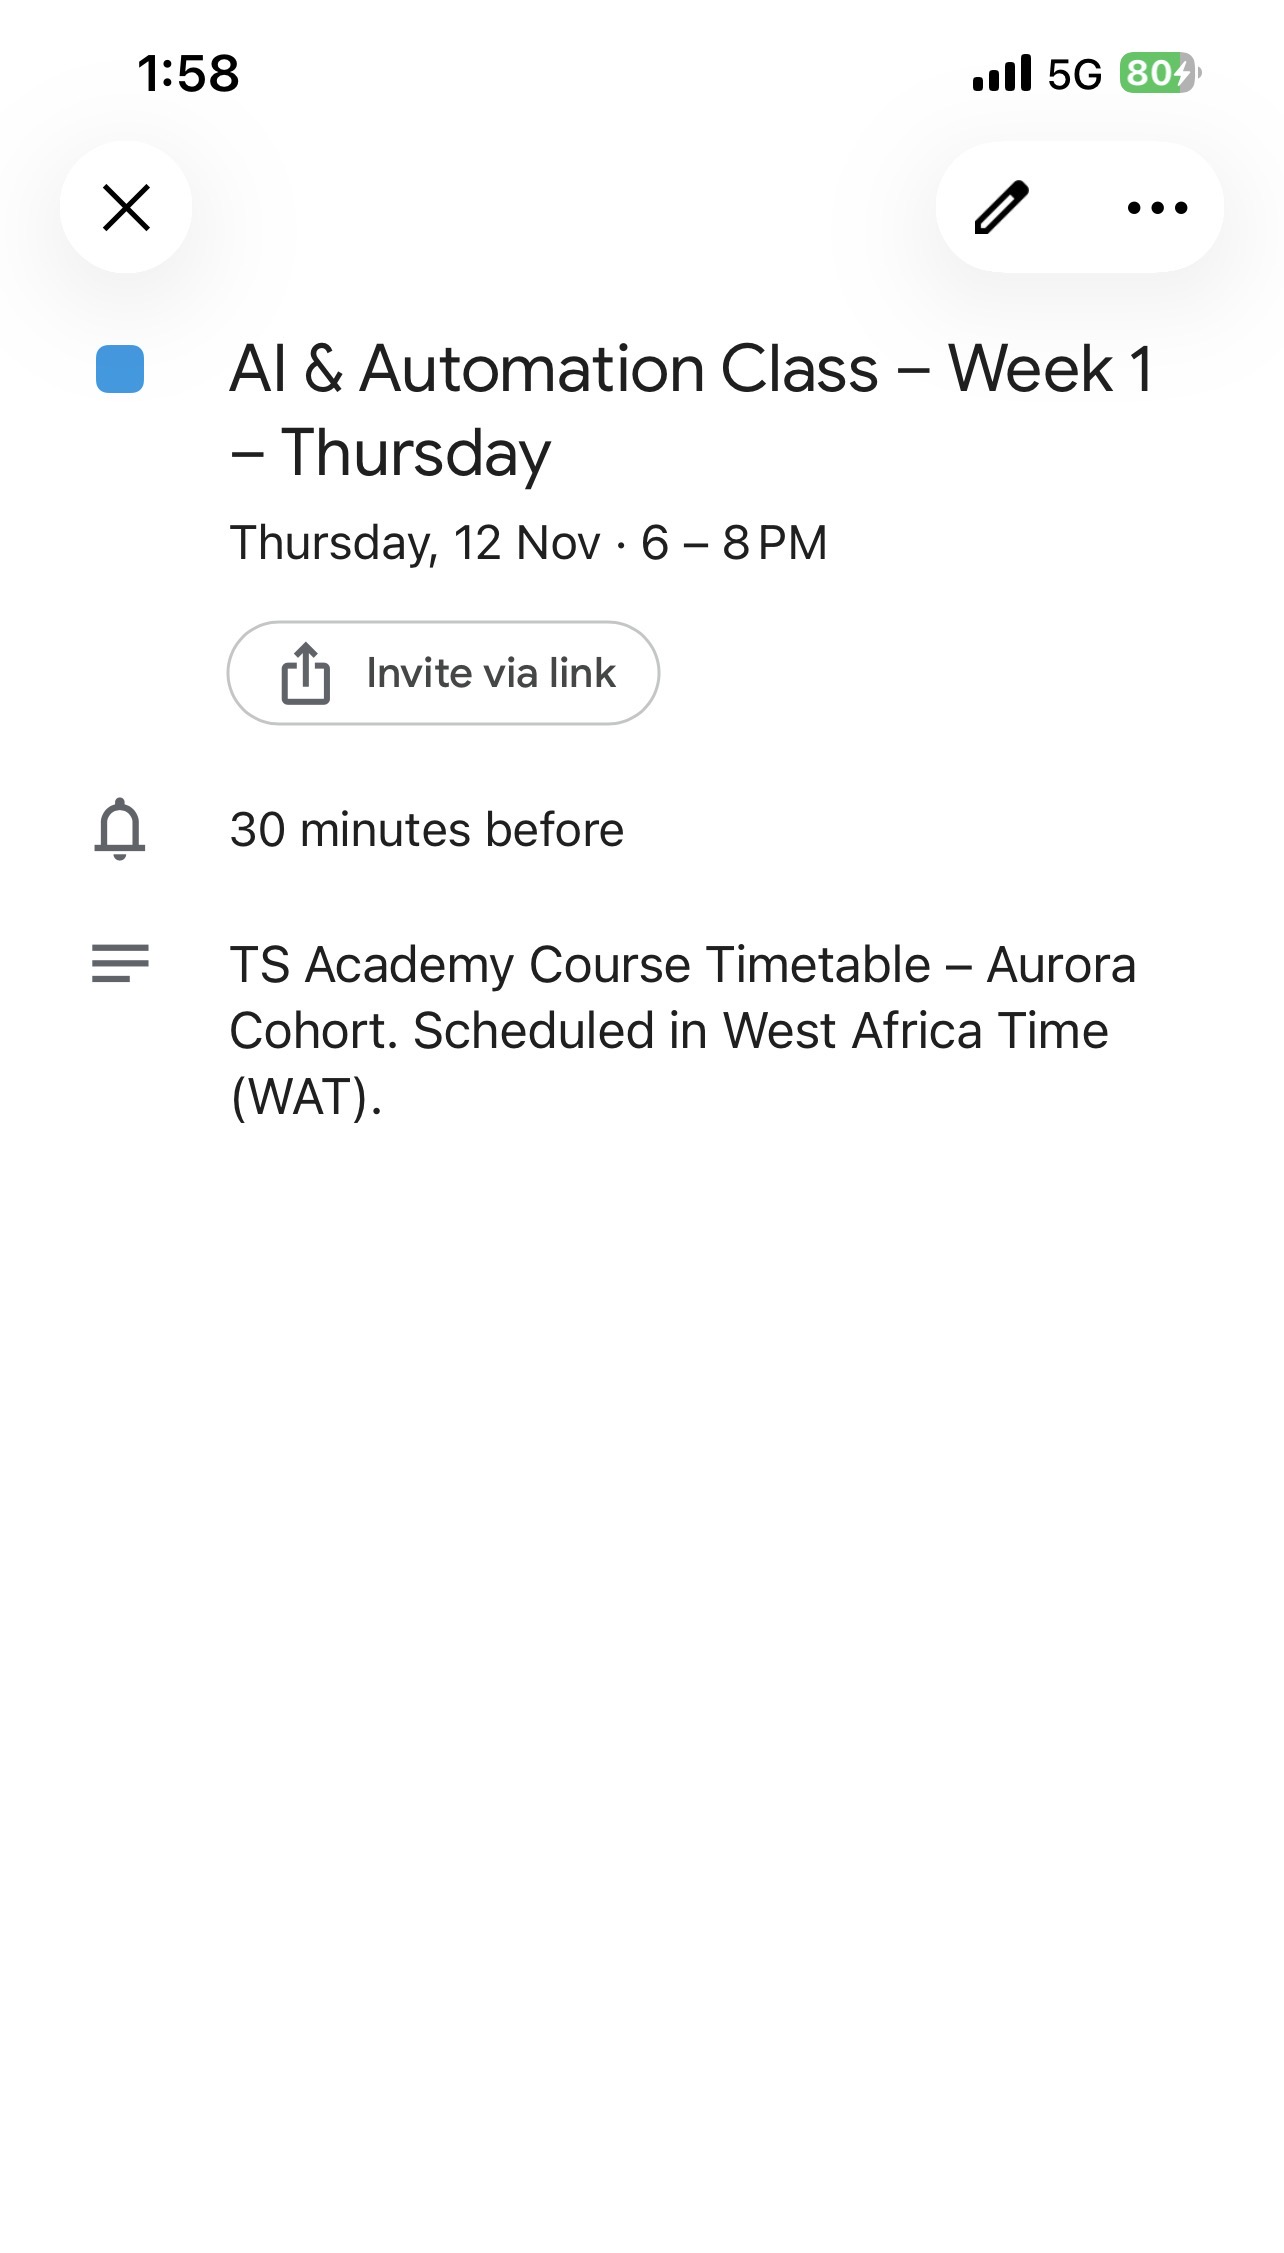 1:58
5G 80
AI & Automation Class – Week 1
– Thursday
Thursday, 12 Nov · 6 – 8 PM
Invite via link
30 minutes before
TS Academy Course Timetable – Aurora
Cohort. Scheduled in West Africa Time
(WAT).